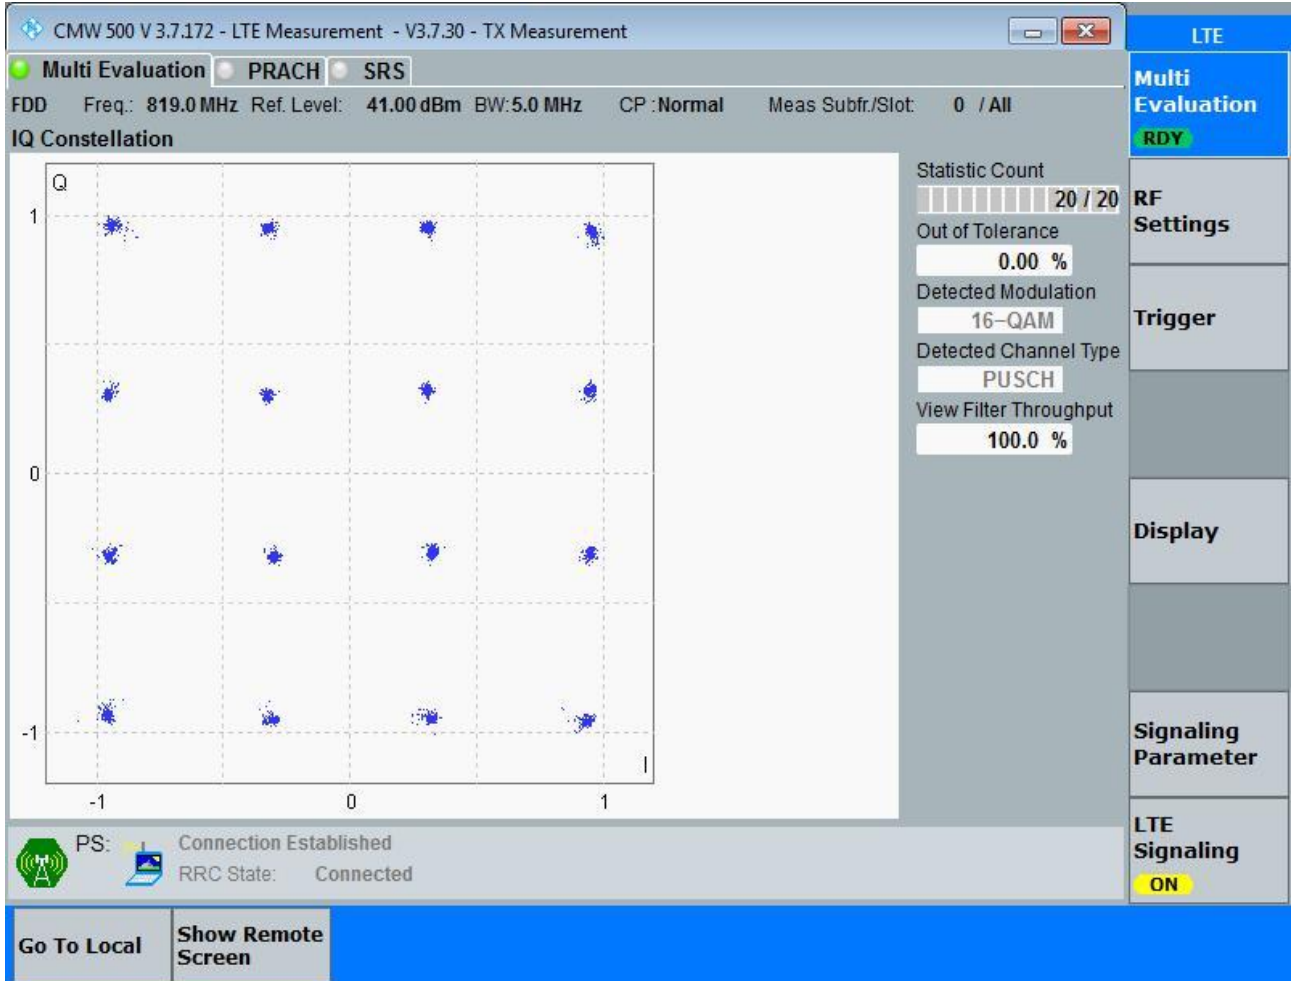 CMW 500 V 3.7.172 - LTE Measurement - V3.7.30 - TX Measurement
LTE
Multi Evaluation PRACH SRS
FDD Freq.: 819.0 MHz Ref. Level: 41.00 dBm BW: 5.0 MHz CP : Normal Meas Subfr./Slot: 0 / All
IQ Constellation
Q
1
0
-1
I
-1 0 1
Statistic Count
20 / 20
Out of Tolerance
0.00 %
Detected Modulation
16-QAM
Detected Channel Type
PUSCH
View Filter Throughput
100.0 %
Multi
Evaluation
RDY
RF
Settings
Trigger
Display
Signaling
Parameter
LTE
Signaling
ON
PS: Connection Established
RRC State: Connected
Go To Local
Show Remote
Screen